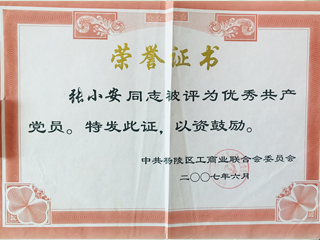 荣誉证书
张小安同志被评为优秀共产
党员。特发此证，以资鼓励。
中共杨陵区工商业联合会委员会
二〇〇七年六月